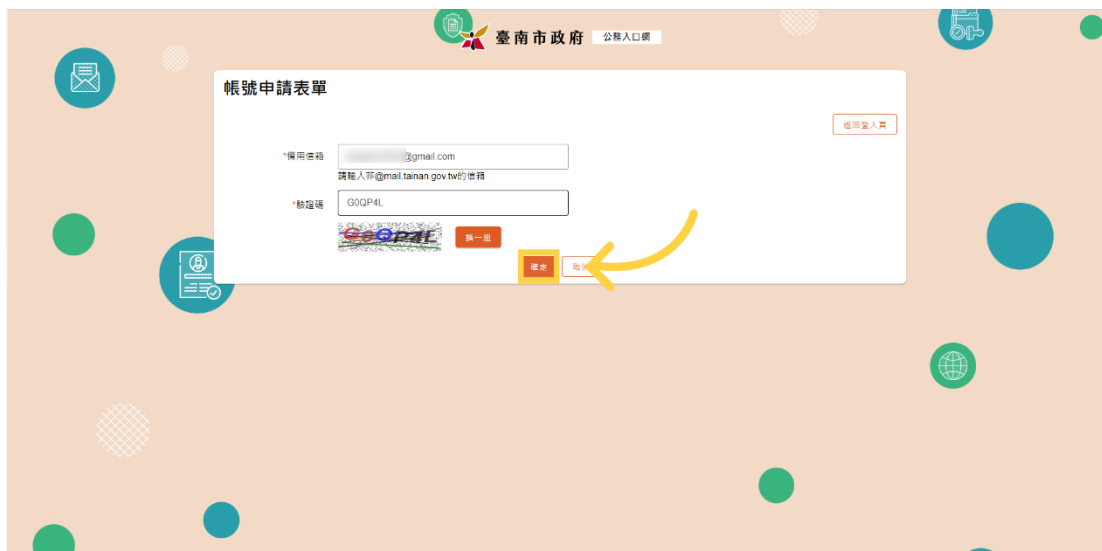 臺南市政府 公務人口網
帳號申請表單
返回登入頁
*備用信箱 @gmail.com
請輸入非@mail.tainan.gov.tw的信箱
*驗證碼 G0QP4L
G0QP4L 換一組
確定 取消